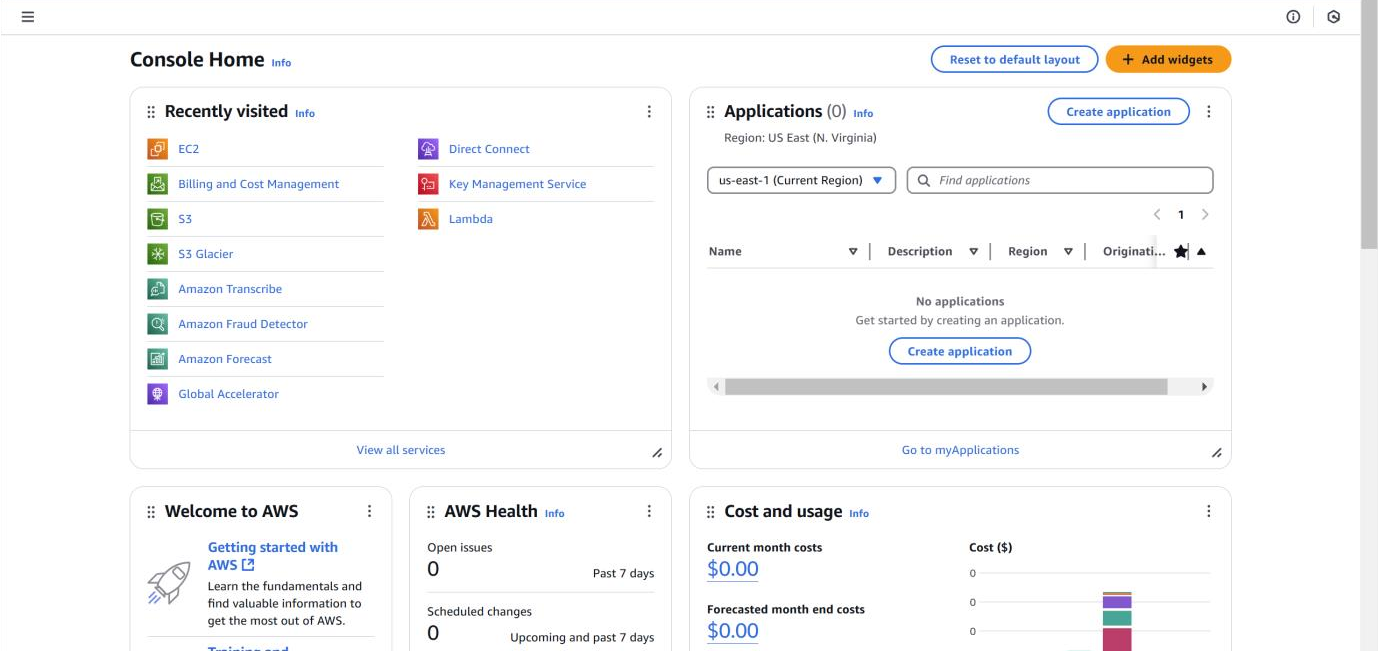 Console Home Info
Reset to default layout
Add widgets
Recently visited Info
EC2
Billing and Cost Management
S3
S3 Glacier
Amazon Transcribe
Amazon Fraud Detector
Amazon Forecast
Global Accelerator
Direct Connect
Key Management Service
Lambda
View all services
Applications (0) Info
Create application
Region: US East (N. Virginia)
us-east-1 (Current Region)
Find applications
1
Name Description Region Originati...
No applications
Get started by creating an application.
Create application
Go to myApplications
Welcome to AWS
Getting started with
AWS
Learn the fundamentals and
find valuable information to
get the most out of AWS.
Training and
AWS Health Info
Open issues
0 Past 7 days
Scheduled changes
0 Upcoming and past 7 days
Cost and usage Info
Current month costs
$0.00
Forecasted month end costs
$0.00
Cost ($)
0
0
0